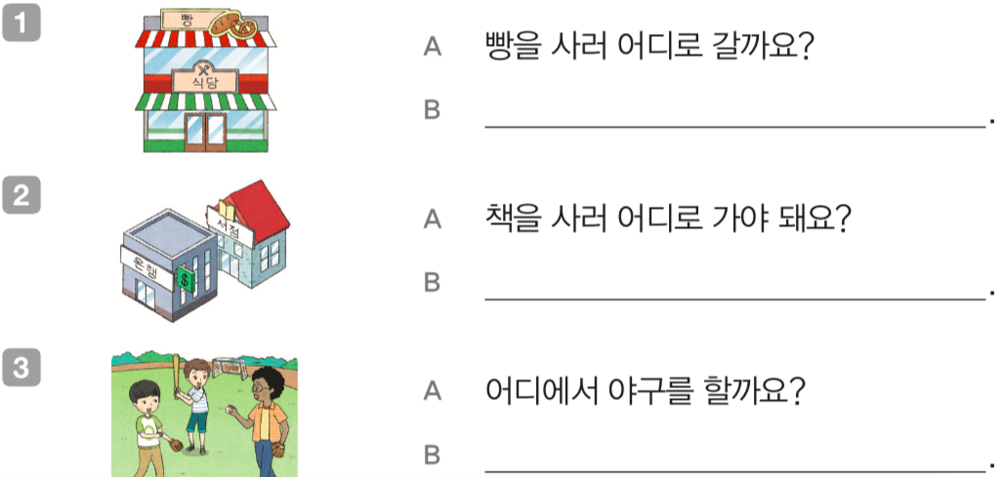 1
빵
식당
A 빵을 사러 어디로 갈까요?
B .
2
서점
은행
$
A 책을 사러 어디로 가야 돼요?
B .
3
A 어디에서 야구를 할까요?
B .